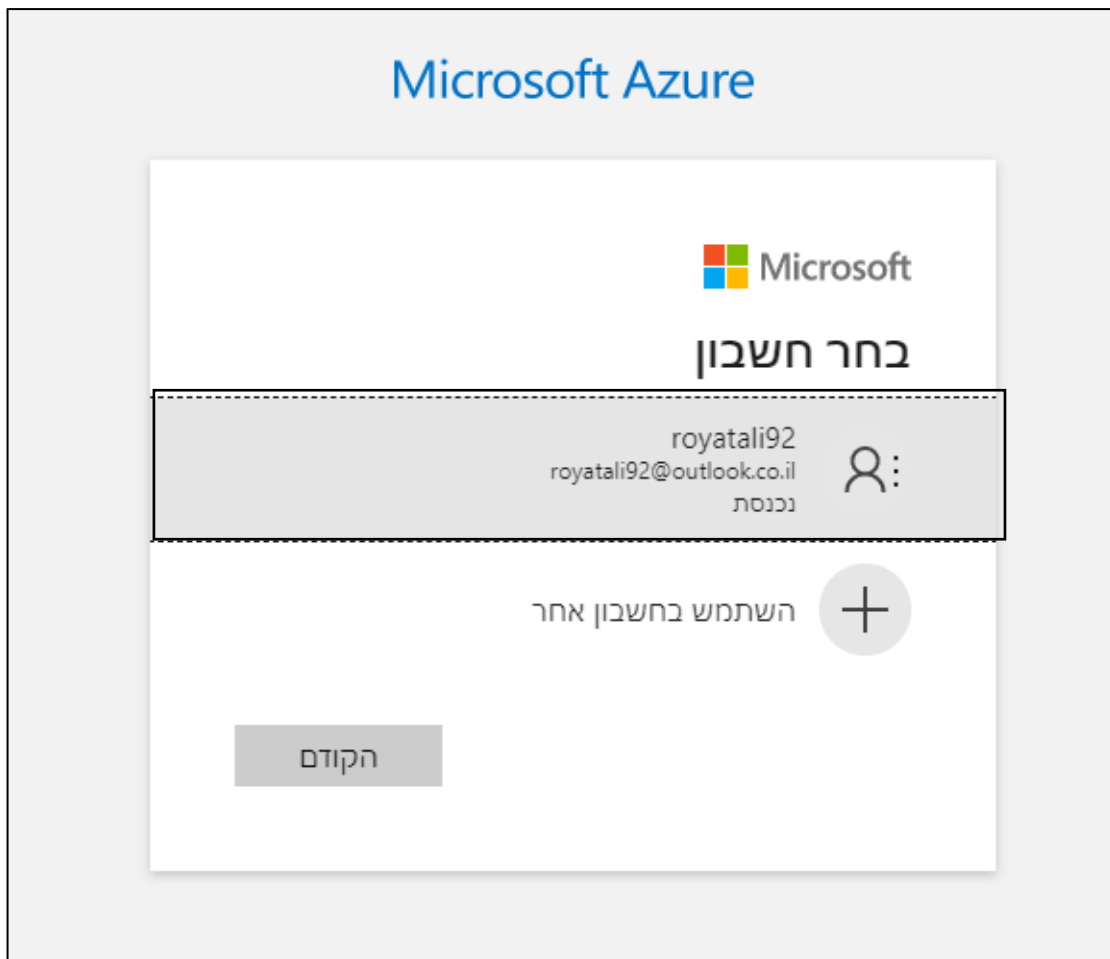 Microsoft Azure
Microsoft
בחר חשבון
royatali92
royatali92@outlook.co.il
נכנסת
השתמש בחשבון אחר
הקודם